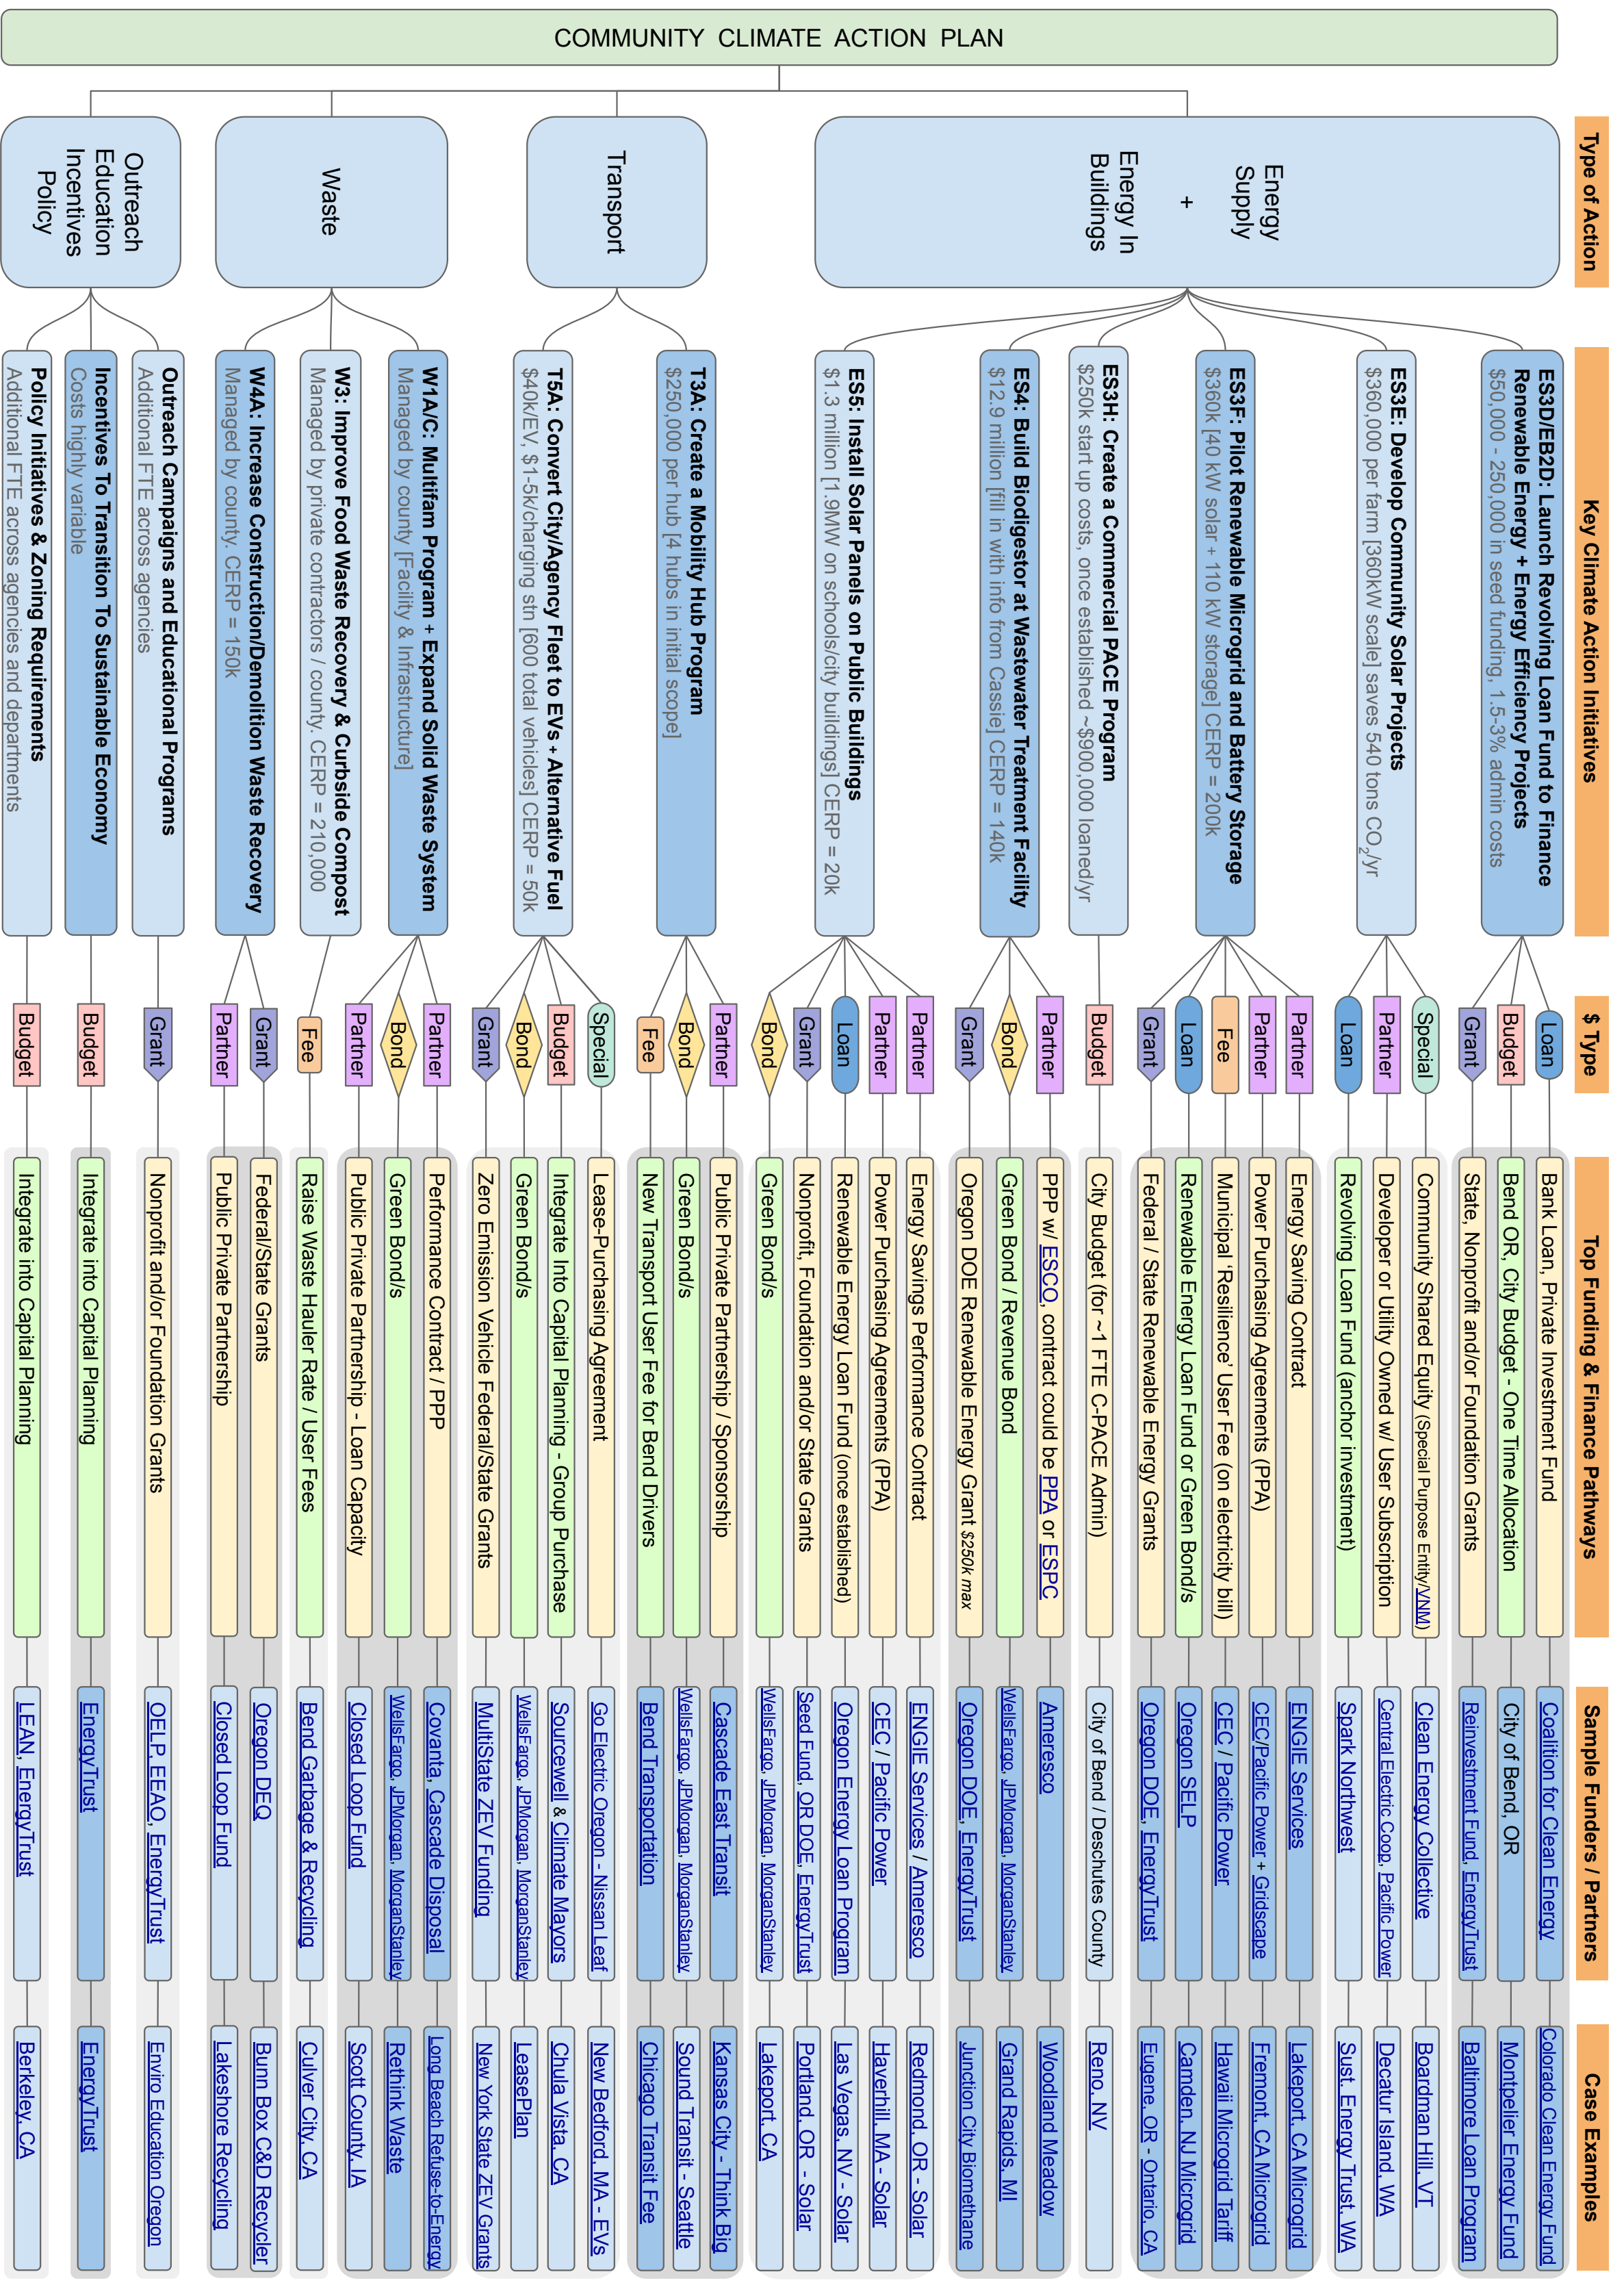 COMMUNITY CLIMATE ACTION PLAN
Type of Action
Key Climate Action Initiatives
$ Type
Top Funding & Finance Pathways
Sample Funders / Partners
Case Examples
Energy
Supply
+
Energy In
Buildings
ES3D/EB2D: Launch Revolving Loan Fund to Finance
Renewable Energy + Energy Efficiency Projects
$50,000 - 250,000 in seed funding, 1.5-3% admin costs
Loan
Bank Loan, Private Investment Fund
Coalition for Clean Energy
Colorado Clean Energy Fund
Budget
Bend OR, City Budget - One Time Allocation
City of Bend, OR
Montpelier Energy Fund
Grant
State, Nonprofit and/or Foundation Grants
Reinvestment Fund, EnergyTrust
Baltimore Loan Program
ES3E: Develop Community Solar Projects
$360,000 per farm [360kW scale] saves 540 tons CO2/yr
Special
Community Shared Equity (Special Purpose Entity/VNM)
Clean Energy Collective
Boardman Hill, VT
Partner
Developer or Utility Owned w/ User Subscription
Central Electric Coop, Pacific Power
Decatur Island, WA
Loan
Revolving Loan Fund (anchor investment)
Spark Northwest
Sust. Energy Trust, WA
ES3F: Pilot Renewable Microgrid and Battery Storage
$360k [40 kW solar + 110 kW storage] CERP = 200k
Partner
Energy Saving Contract
ENGIE Services
Lakeport, CA Microgrid
Partner
Power Purchasing Agreements (PPA)
CEC/Pacific Power + Gridscape
Fremont, CA Microgrid
Fee
Municipal ‘Resilience’ User Fee (on electricity bill)
CEC / Pacific Power
Hawaii Microgrid Tariff
Loan
Renewable Energy Loan Fund or Green Bond/s
Oregon SELP
Camden, NJ Microgrid
Grant
Federal / State Renewable Energy Grants
Oregon DOE, EnergyTrust
Eugene, OR - Ontario, CA
ES3H: Create a Commercial PACE Program
$250k start up costs, once established ~$900,000 loaned/yr
Budget
City Budget (for ~1 FTE C-PACE Admin)
City of Bend / Deschutes County
Reno, NV
ES4: Build Biodigestor at Wastewater Treatment Facility
$12.9 million [fill in with info from Cassie] CERP = 140k
Partner
PPP w/ ESCO, contract could be PPA or ESPC
Ameresco
Woodland Meadow
Bond
Green Bond / Revenue Bond
WellsFargo, JPMorgan, MorganStanley
Grand Rapids, MI
Grant
Oregon DOE Renewable Energy Grant $250k max
Oregon DOE, EnergyTrust
Junction City Biomethane
ES5: Install Solar Panels on Public Buildings
$1.3 million [1.9MW on schools/city buildings] CERP = 20k
Partner
Energy Savings Performance Contract
ENGIE Services / Ameresco
Redmond, OR - Solar
Partner
Power Purchasing Agreements (PPA)
CEC / Pacific Power
Haverhill, MA - Solar
Loan
Renewable Energy Loan Fund (once established)
Oregon Energy Loan Program
Las Vegas, NV - Solar
Grant
Nonprofit, Foundation and/or State Grants
Seed Fund, OR DOE, EnergyTrust
Portland, OR - Solar
Bond
Green Bond/s
WellsFargo, JPMorgan, MorganStanley
Lakeport, CA
Transport
T3A: Create a Mobility Hub Program
$250,000 per hub [4 hubs in initial scope]
Partner
Public Private Partnership / Sponsorship
Cascade East Transit
Kansas City - Think Big
Bond
Green Bond/s
WellsFargo, JPMorgan, MorganStanley
Sound Transit - Seattle
Fee
New Transport User Fee for Bend Drivers
Bend Transportation
Chicago Transit Fee
T5A: Convert City/Agency Fleet to EVs + Alternative Fuel
$40k/EV, $1-5k/charging stn [600 total vehicles] CERP = 50k
Special
Lease-Purchasing Agreement
Go Electric Oregon - Nissan Leaf
New Bedford, MA - EVs
Budget
Integrate Into Capital Planning - Group Purchase
Sourcewell & Climate Mayors
Chula Vista, CA
Bond
Green Bond/s
WellsFargo, JPMorgan, MorganStanley
LeasePlan
Grant
Zero Emission Vehicle Federal/State Grants
MultiState ZEV Funding
New York State ZEV Grants
Waste
W1A/C: Multifam Program + Expand Solid Waste System
Managed by county [Facility & Infrastructure]
Partner
Performance Contract / PPP
Covanta, Cascade Disposal
Long Beach Refuse-to-Energy
Bond
Green Bond/s
WellsFargo, JPMorgan, MorganStanley
Rethink Waste
Partner
Public Private Partnership - Loan Capacity
Closed Loop Fund
Scott County, IA
W3: Improve Food Waste Recovery & Curbside Compost
Managed by private contractors / county. CERP = 210,000
Fee
Raise Waste Hauler Rate / User Fees
Bend Garbage & Recycling
Culver City, CA
W4A: Increase Construction/Demolition Waste Recovery
Managed by county. CERP = 150k
Grant
Federal/State Grants
Oregon DEQ
Bunn Box C&D Recycler
Partner
Public Private Partnership
Closed Loop Fund
Lakeshore Recycling
Outreach
Education
Incentives
Policy
Outreach Campaigns and Educational Programs
Additional FTE across agencies
Grant
Nonprofit and/or Foundation Grants
OELP, EEAO, EnergyTrust
Enviro Education Oregon
Incentives To Transition To Sustainable Economy
Costs highly variable
Budget
Integrate into Capital Planning
EnergyTrust
EnergyTrust
Policy Initiatives & Zoning Requirements
Additional FTE across agencies and departments
Budget
Integrate into Capital Planning
LEAN, EnergyTrust
Berkeley, CA